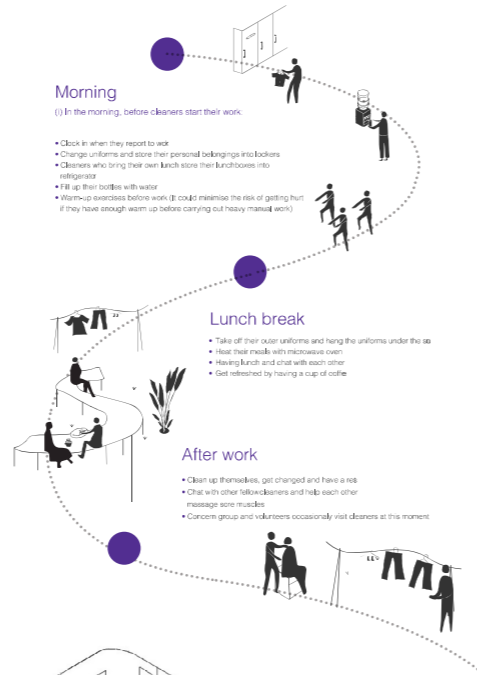 Morning
(i) In the morning, before cleaners start their work:
• Clock in when they report to wor
• Change uniforms and store their personal belongings into lockers
• Cleaners who bring their own lunch store their lunchboxes into
refrigerator
• Fill up their bottles with water
• Warm-up exercises before work (It could minimise the risk of getting hurt
if they have enough warm up before carrying out heavy manual work)
Lunch break
• Take off their outer uniforms and hang the uniforms under the
• Heat their meals with microwave oven
• Having lunch and chat with each other
• Get refreshed by having a cup of coffe
After work
• Clean up themselves, get changed and have a res
• Chat with other fellowcleaners and help each other
massage sore muscles
• Concern group and volunteers occasionaly visit cleaners at this moment